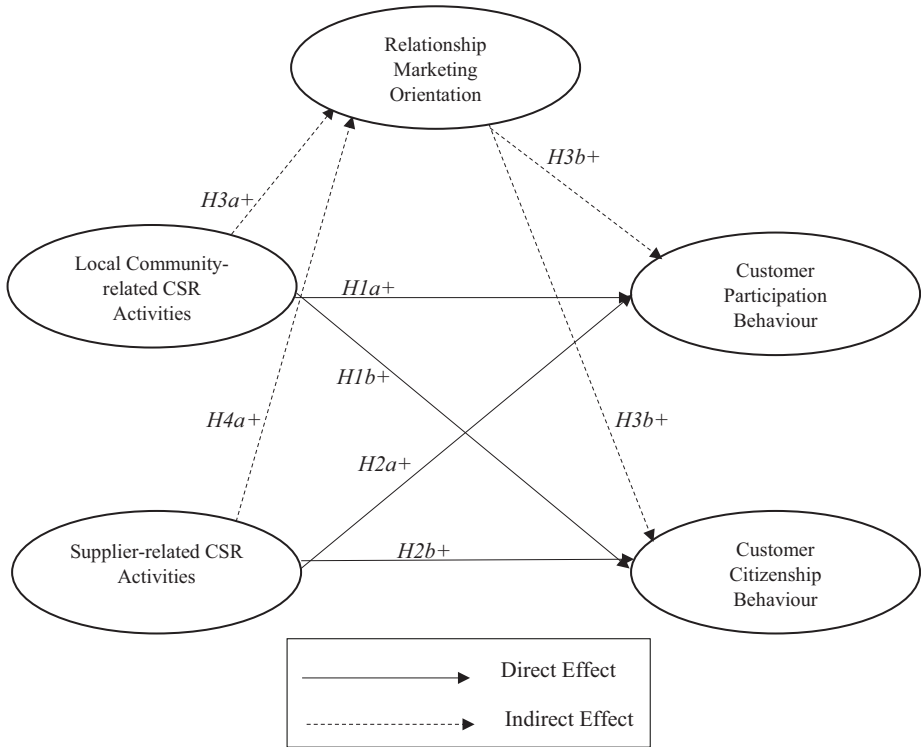 Relationship
Marketing
Orientation
H3a+
H3b+
Local Community-
related CSR
Activities
H1a+
Customer
Participation
Behaviour
H1b+
H4a+
H3b+
H2a+
Supplier-related CSR
Activities
H2b+
Customer
Citizenship
Behaviour
Direct Effect
Indirect Effect